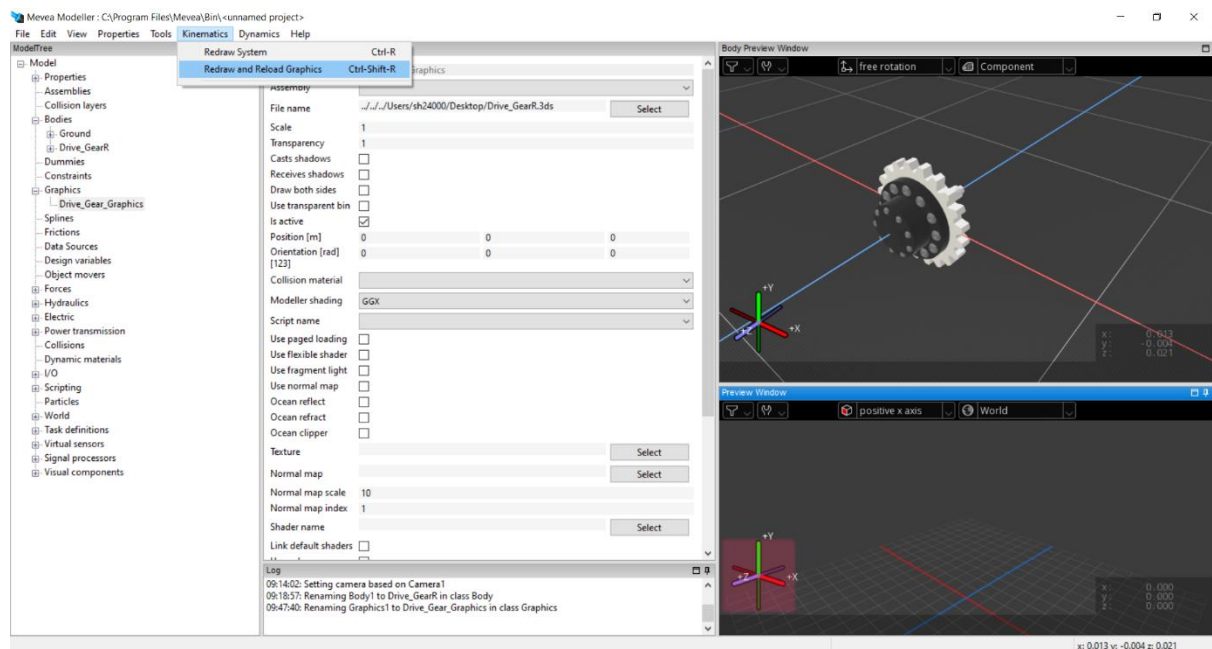 Mevea Modeller : C:\Program Files\Mevea\Bin\<unnamed project>
File Edit View Properties Tools Kinematics Dynamics Help
Redraw System Ctrl-R
Redraw and Reload Graphics Ctrl-Shift-R
ModelTree
Model
Properties
Assemblies
Collision layers
Bodies
Ground
Drive_GearR
Dummies
Constraints
Graphics
Drive_Gear_Graphics
Splines
Frictions
Data Sources
Design variables
Object movers
Forces
Hydraulics
Electric
Power transmission
Collisions
Dynamic materials
I/O
Scripting
Particles
World
Task definitions
Virtual sensors
Signal processors
Visual components
Assembly
File name ../../../Users/sh24000/Desktop/Drive_GearR.3ds Select
Scale 1
Transparency 1
Casts shadows
Receives shadows
Draw both sides
Use transparent bin
Is active
Position [m] 0 0 0
Orientation [rad] 0 0 0
[123]
Collision material
Modeller shading GGX
Script name
Use paged loading
Use flexible shader
Use fragment light
Use normal map
Ocean reflect
Ocean refract
Ocean clipper
Texture Select
Normal map Select
Normal map scale 10
Normal map index 1
Shader name Select
Link default shaders
Log
09:14:02: Setting camera based on Camera1
09:18:57: Renaming Body1 to Drive_GearR in class Body
09:47:40: Renaming Graphics1 to Drive_Gear_Graphics in class Graphics
Body Preview Window
free rotation Component
+Y
+Z +X
x: 0.013
y: -0.004
z: 0.021
Preview Window
positive x axis World
+Y
+Z +X
x: 0.000
y: 0.000
z: 0.000
x: 0.013 y: -0.004 z: 0.021